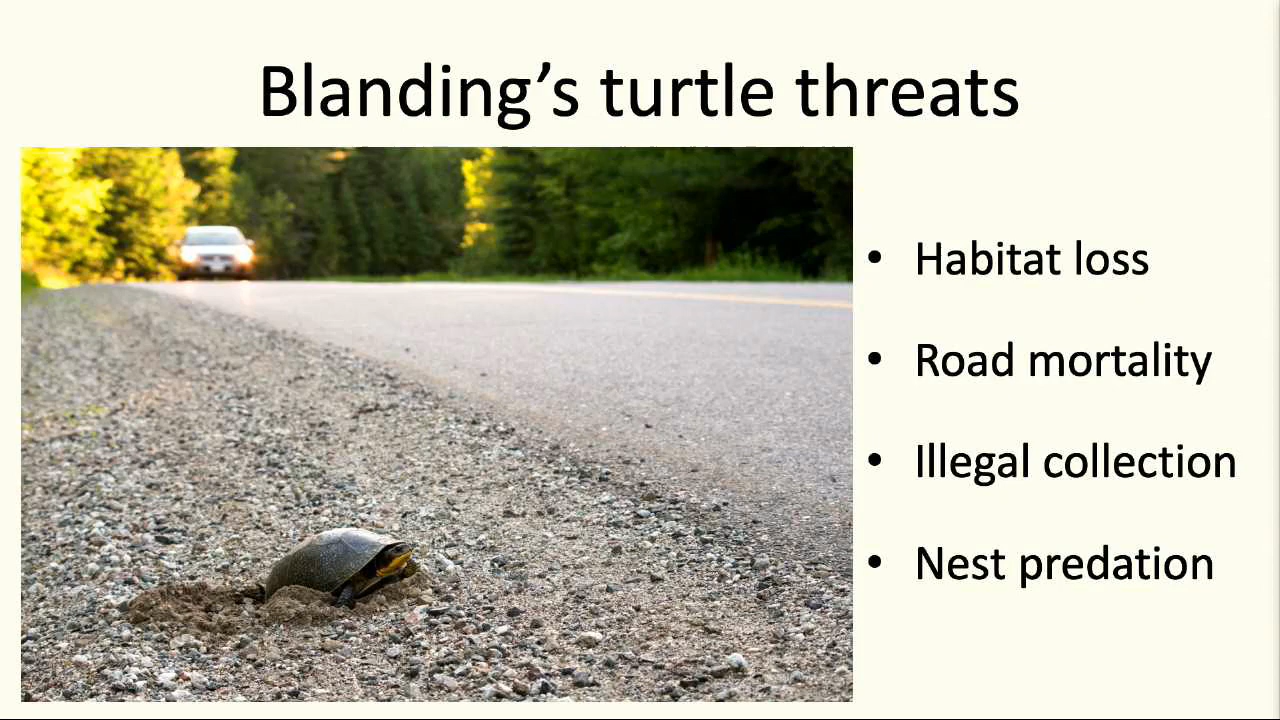 Blanding’s turtle threats
• Habitat loss
• Road mortality
• Illegal collection
• Nest predation